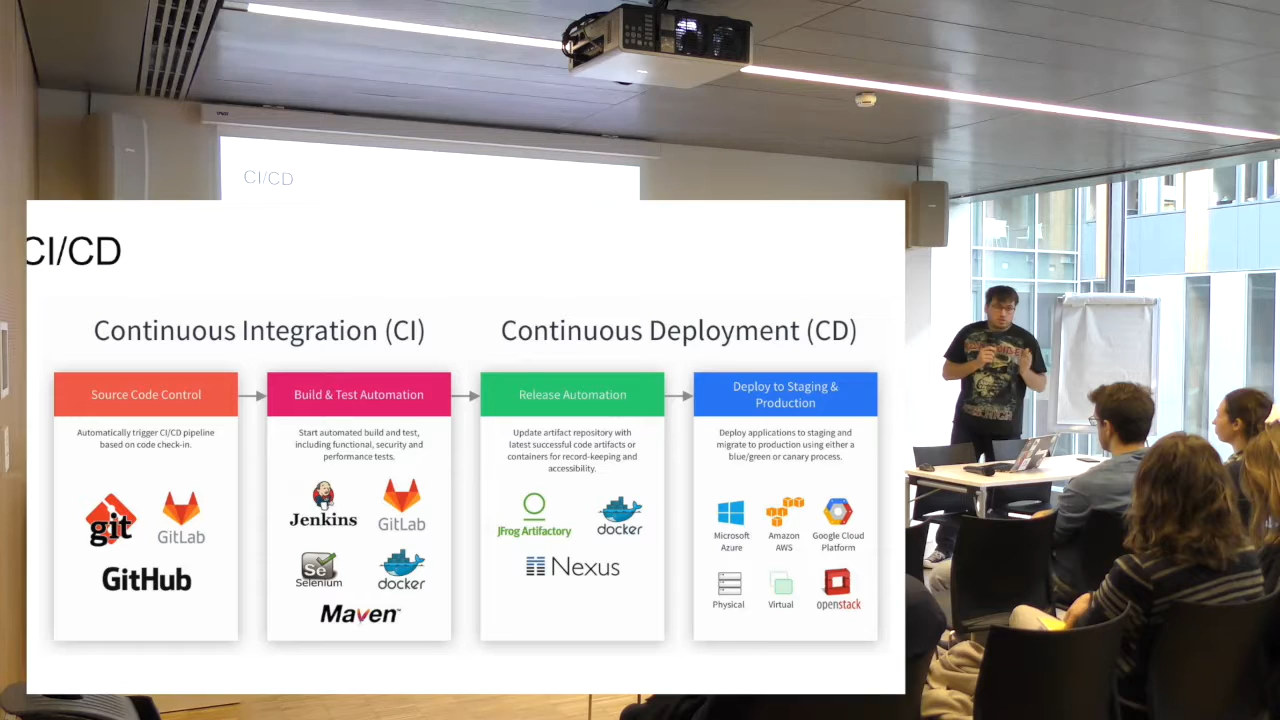 CI/CD
CI/CD
Continuous Integration (CI)
Continuous Deployment (CD)
Source Code Control
Automatically trigger CI/CD pipeline
based on code check-in.
git
GitLab
GitHub
Build & Test Automation
Start automated build and test,
including functional, security and
performance tests.
Jenkins
GitLab
Se
Selenium
docker
Maven™
Release Automation
Update artifact repository with
latest successful code artifacts or
containers for record-keeping and
accessibility.
JFrog Artifactory
docker
Nexus
Deploy to Staging &
Production
Deploy applications to staging and
migrate to production using either a
blue/green or canary process.
Microsoft
Azure
Amazon
AWS
Google Cloud
Platform
Physical
Virtual
openstack